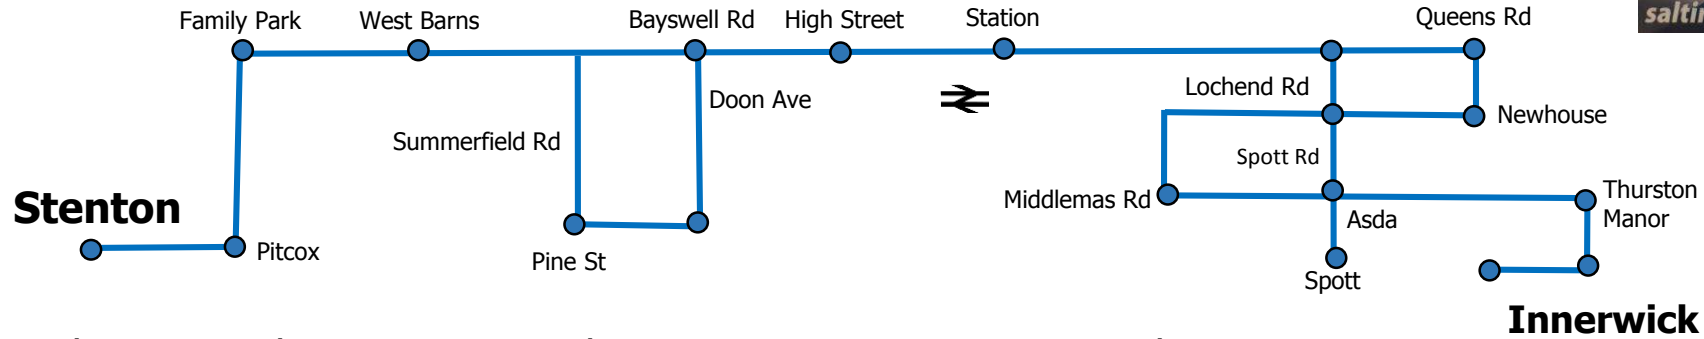 Family Park
West Barns
Bayswell Rd
High Street
Station
Queens Rd
Lochend Rd
Doon Ave
Newhouse
Summerfield Rd
Spott Rd
Stenton
Middlemas Rd
Thurston
Manor
Asda
Pitcox
Pine St
Spott
Innerwick